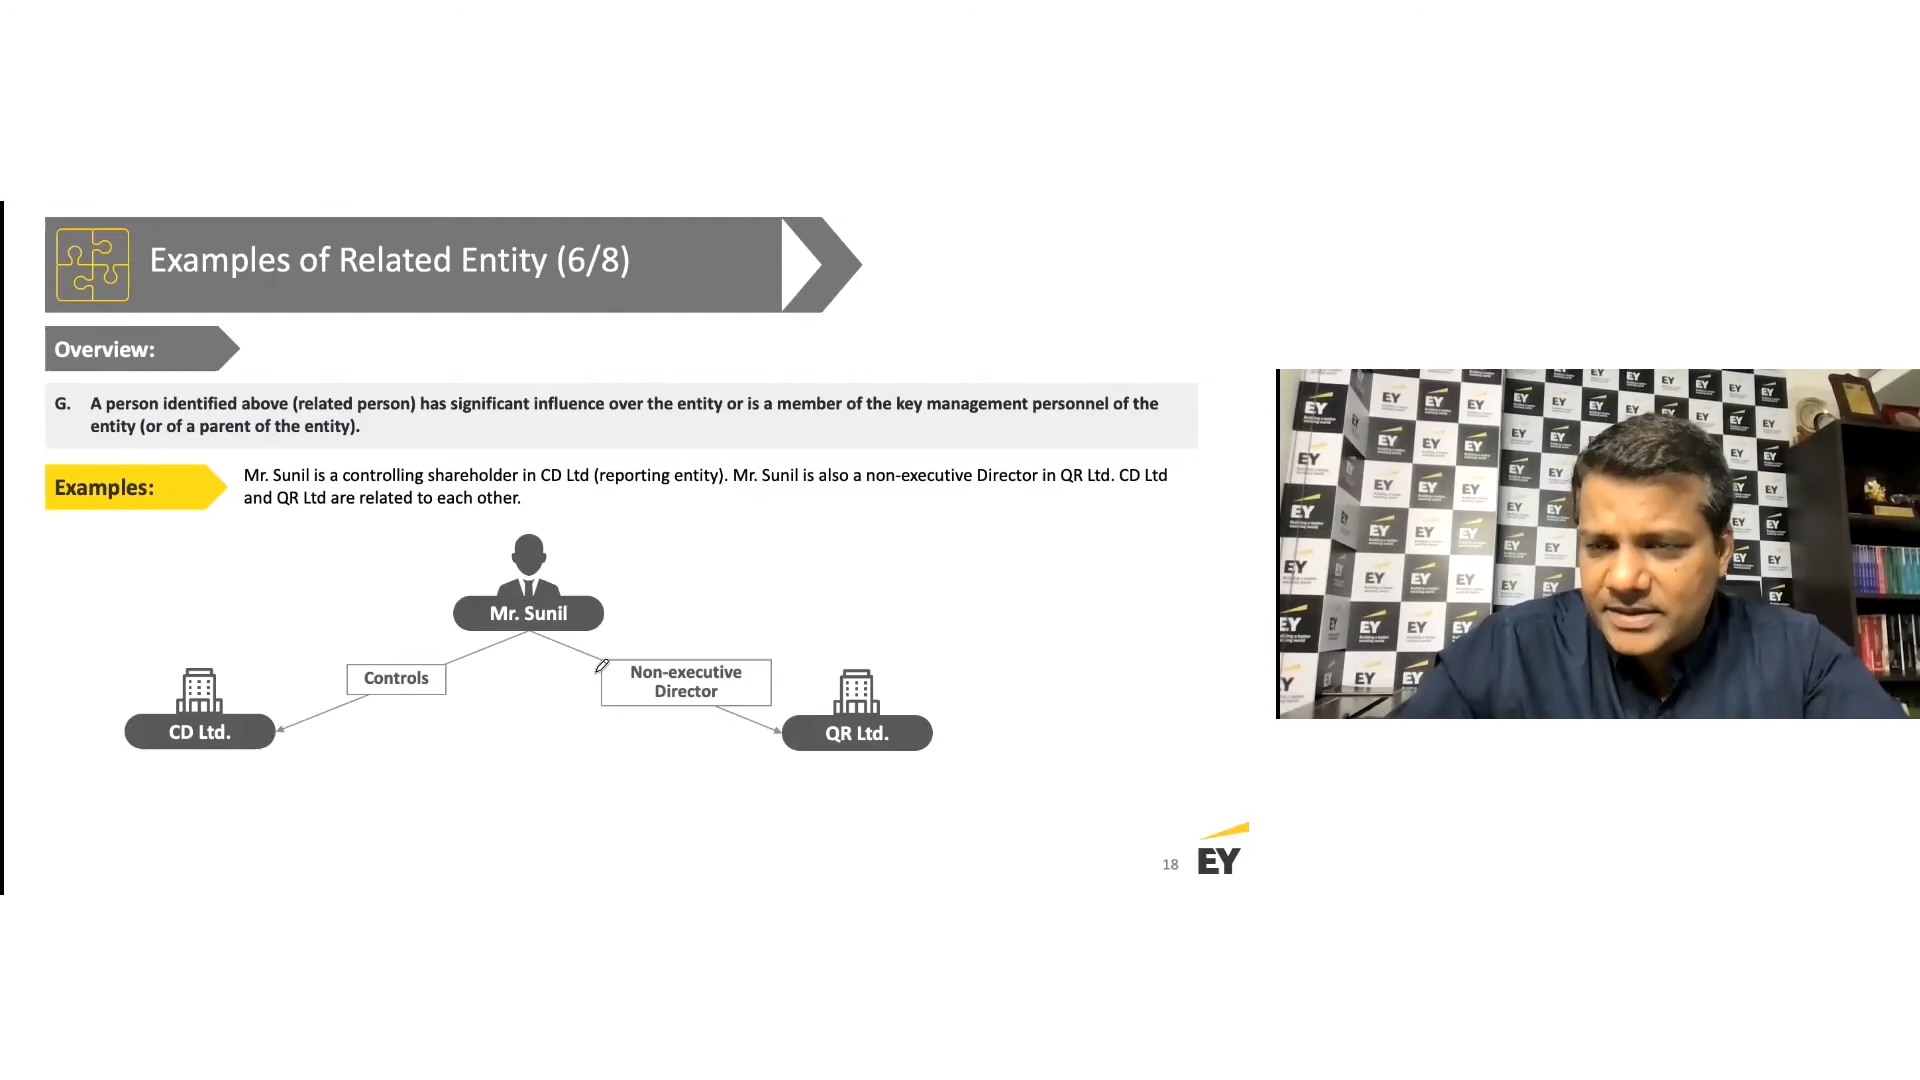 Examples of Related Entity (6/8)
Overview:
G. A person identified above (related person) has significant influence over the entity or is a member of the key management personnel of the
entity (or of a parent of the entity).
Examples:
Mr. Sunil is a controlling shareholder in CD Ltd (reporting entity). Mr. Sunil is also a non-executive Director in QR Ltd. CD Ltd
and QR Ltd are related to each other.
Mr. Sunil
Controls
Non-executive
Director
CD Ltd.
QR Ltd.
18
EY